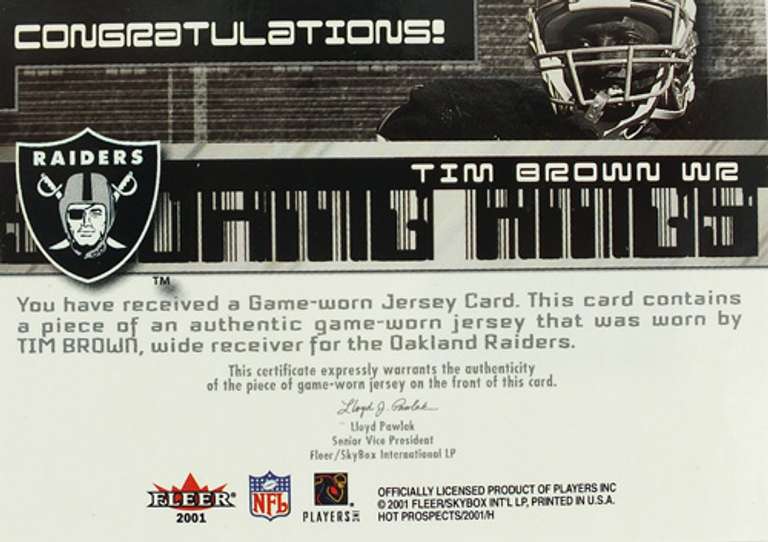 CONGRATULATIONS!
RAIDERS
TIM BROWN WR
TM
You have received a Game-worn Jersey Card. This card contains
a piece of an authentic game-worn jersey that was worn by
TIM BROWN, wide receiver for the Oakland Raiders.
This certificate expressly warrants the authenticity
of the piece of game-worn jersey on the front of this card.
Lloyd J. Pawlak
Lloyd Pawlak
Senior Vice President
Fleer/SkyBox International LP
FLEER
2001
NFL
PLAYERS INC
OFFICIALLY LICENSED PRODUCT OF PLAYERS INC
© 2001 FLEER/SKYBOX INT'L LP, PRINTED IN U.S.A.
HOT PROSPECTS/2001/H